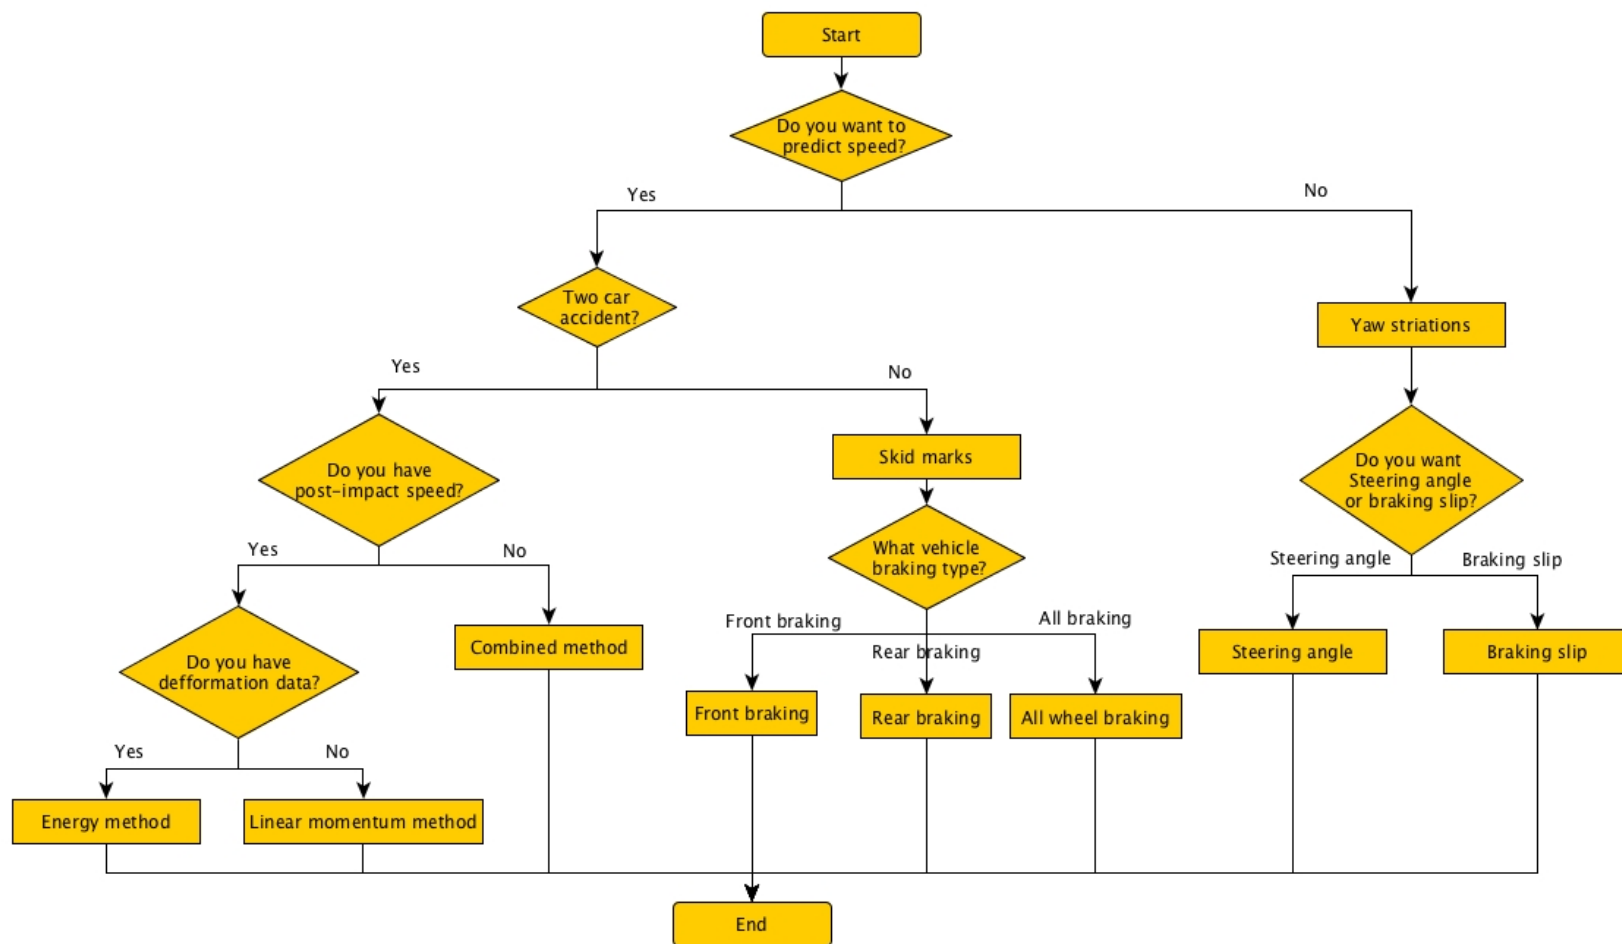 Start
Do you want to
predict speed?
Yes
No
Two car
accident?
Yaw striations
Yes
No
Do you have
post-impact speed?
Skid marks
Do you want
Steering angle
or braking slip?
Yes
No
What vehicle
braking type?
Steering angle
Braking slip
Front braking
Rear braking
All braking
Do you have
defformation data?
Combined method
Steering angle
Braking slip
Front braking
Rear braking
All wheel braking
Yes
No
Energy method
Linear momentum method
End